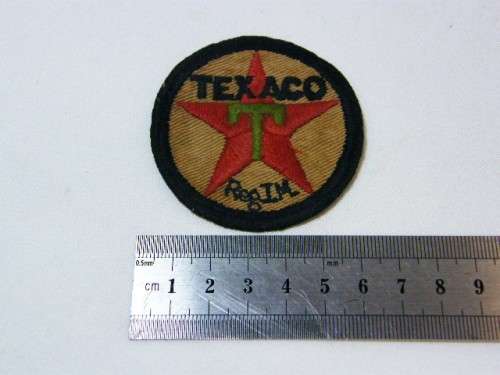 TEXACO
T
Reg.T.M.
0.5mm mm
cm 1 2 3 4 5 6 7 8 9